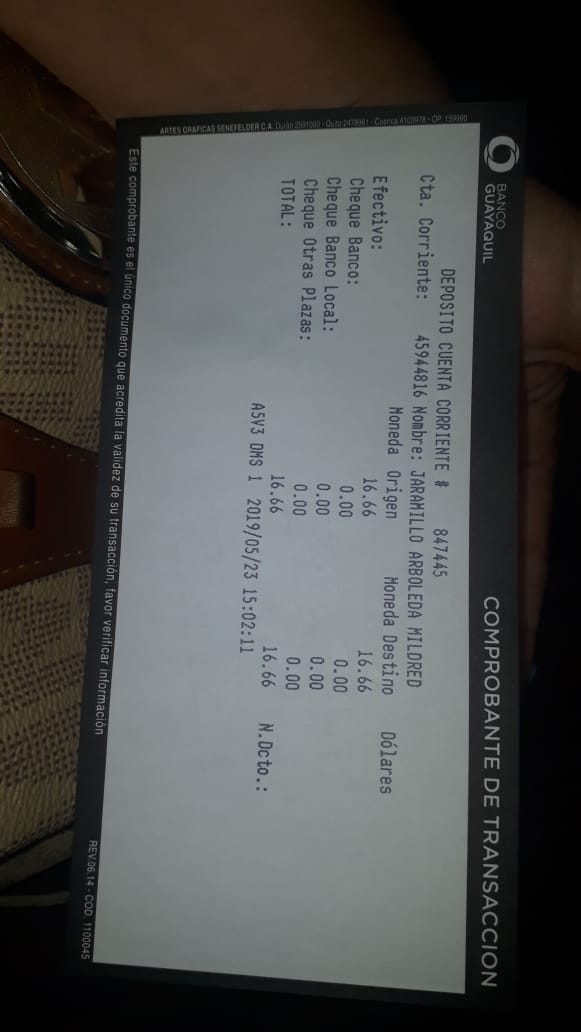 BANCO
GUAYAQUIL
COMPROBANTE DE TRANSACCION
DEPOSITO CUENTA CORRIENTE # 847445
Cta. Corriente: 45944816 Nombre: JARAMILLO ARBOLEDA MILDRED
Moneda Origen Moneda Destino Dólares
Efectivo: 16.66 16.66
Cheque Banco: 0.00 0.00
Cheque Banco Local: 0.00 0.00
Cheque Otras Plazas: 0.00 0.00
TOTAL: 16.66 16.66 N.Dcto.:
A5V3 DMS 1 2019/05/23 15:02:11
Este comprobante es el único documento que acredita la validez de su transacción, favor verificar información
REV.06.14 - COD. 1100045
ARTES GRAFICAS SENEFELDER C.A.